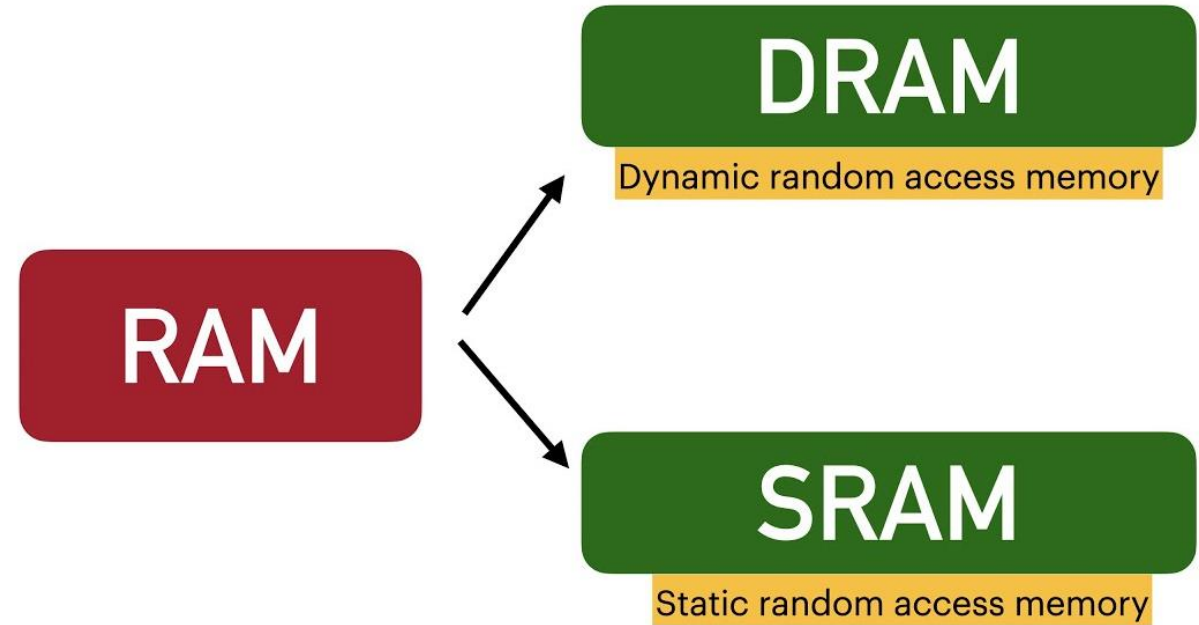 RAM
DRAM
Dynamic random access memory
SRAM
Static random access memory